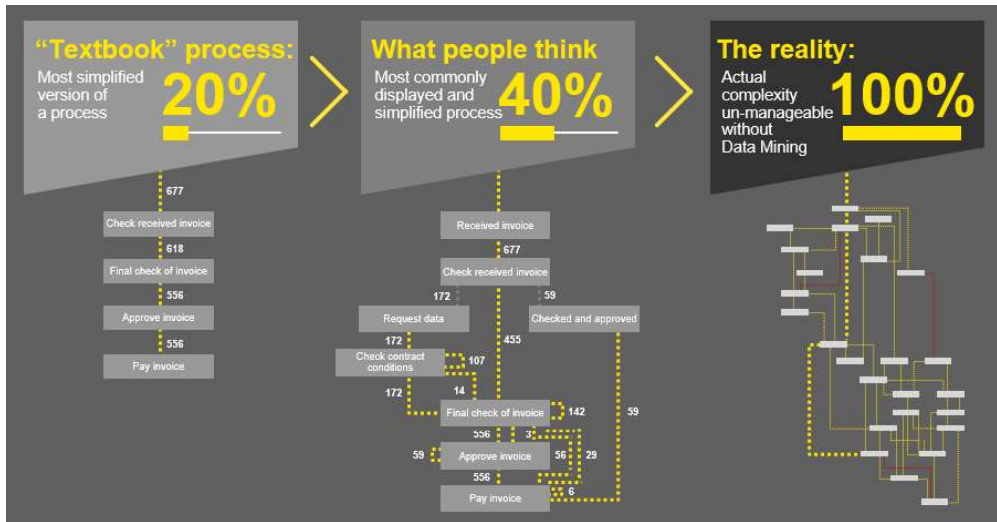 “Textbook” process:
Most simplified
version of
a process
20%
677
Check received invoice
618
Final check of invoice
556
Approve invoice
556
Pay invoice
What people think
Most commonly
displayed and
simplified process
40%
Received invoice
677
Check received invoice
172
59
Request data
Checked and approved
172
455
Check contract
conditions
107
172
14
59
Final check of invoice
142
556
3
59
Approve invoice
56
29
556
6
Pay invoice
The reality:
Actual
complexity
un-manageable
without
Data Mining
100%